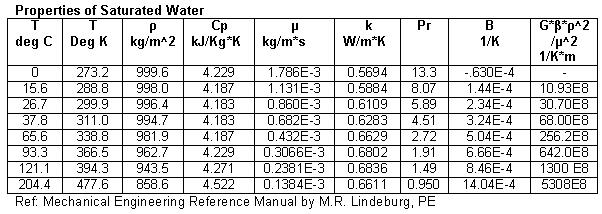 Properties of Saturated Water
T T ρ Cp μ k Pr B G*β*ρ^2
deg C Deg K kg/m^2 kJ/Kg*K kg/m*s W/m*K 1/K /μ^2
1/K*m
0 273.2 999.6 4.229 1.786E-3 0.5694 13.3 -.630E-4 -
15.6 288.8 998.0 4.187 1.131E-3 0.5884 8.07 1.44E-4 10.93E8
26.7 299.9 996.4 4.183 0.860E-3 0.6109 5.89 2.34E-4 30.70E8
37.8 311.0 994.7 4.183 0.682E-3 0.6283 4.51 3.24E-4 68.00E8
65.6 338.8 981.9 4.187 0.432E-3 0.6629 2.72 5.04E-4 256.2E8
93.3 366.5 962.7 4.229 0.3066E-3 0.6802 1.91 6.66E-4 642.0E8
121.1 394.3 943.5 4.271 0.2381E-3 0.6836 1.49 8.46E-4 1300 E8
204.4 477.6 858.6 4.522 0.1384E-3 0.6611 0.950 14.04E-4 5308E8
Ref: Mechanical Engineering Reference Manual by M.R. Lindeburg, PE